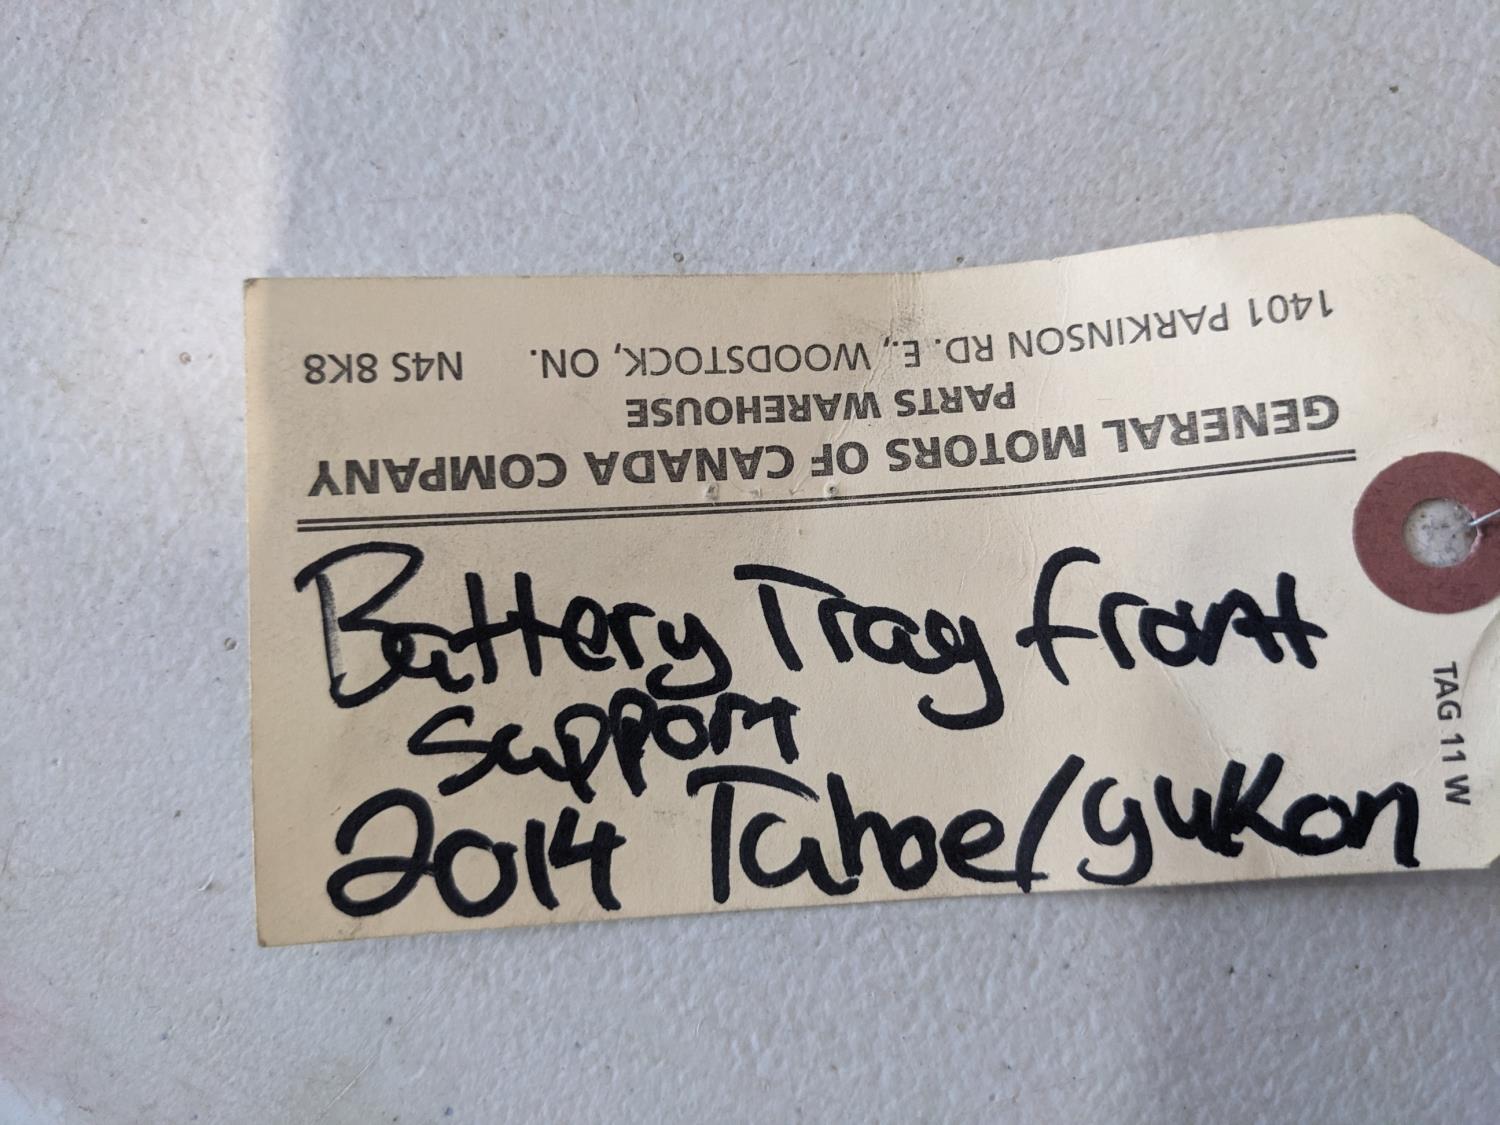 GENERAL MOTORS OF CANADA COMPANY
PARTS WAREHOUSE
1401 PARKINSON RD. E., WOODSTOCK, ON. N4S 8K8
Battery Tray front
support
2014 Tahoe/yukon
TAG 11 W